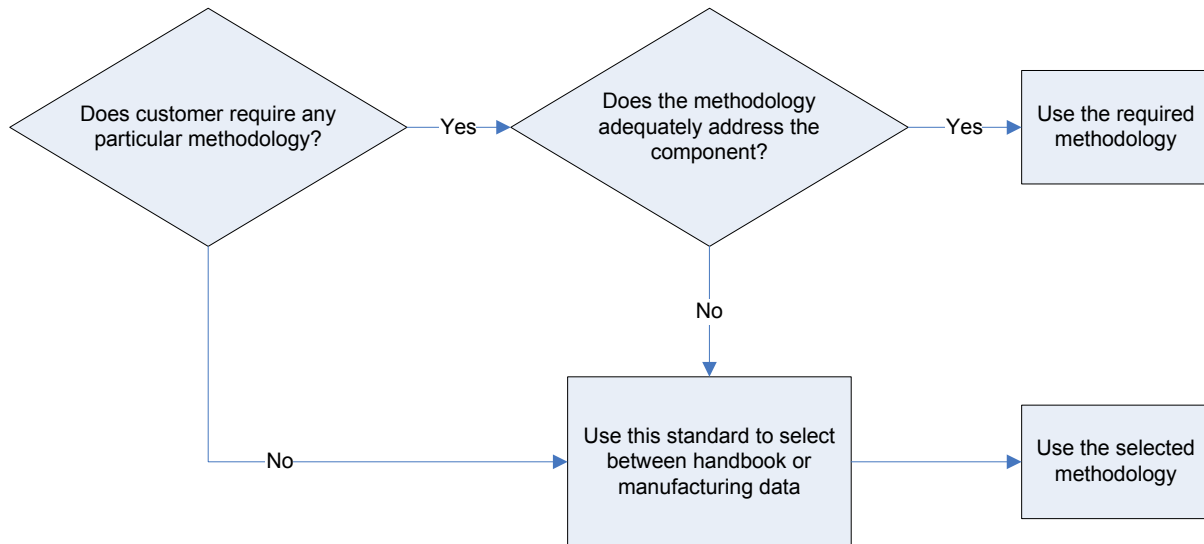 Does customer require any
particular methodology?
Yes
Does the methodology
adequately address the
component?
Yes
Use the required
methodology
No
No
Use this standard to select
between handbook or
manufacturing data
Use the selected
methodology